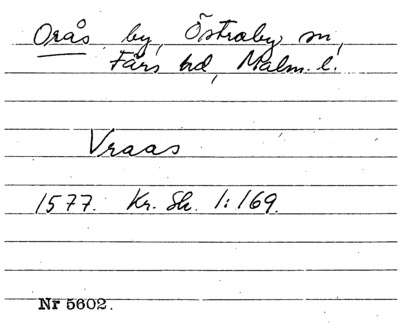 Orås by, Östraby sn,
Färs hd, Malm. l.
Vraas
1577. Kr. Sk. 1:169.
Nr 5602.